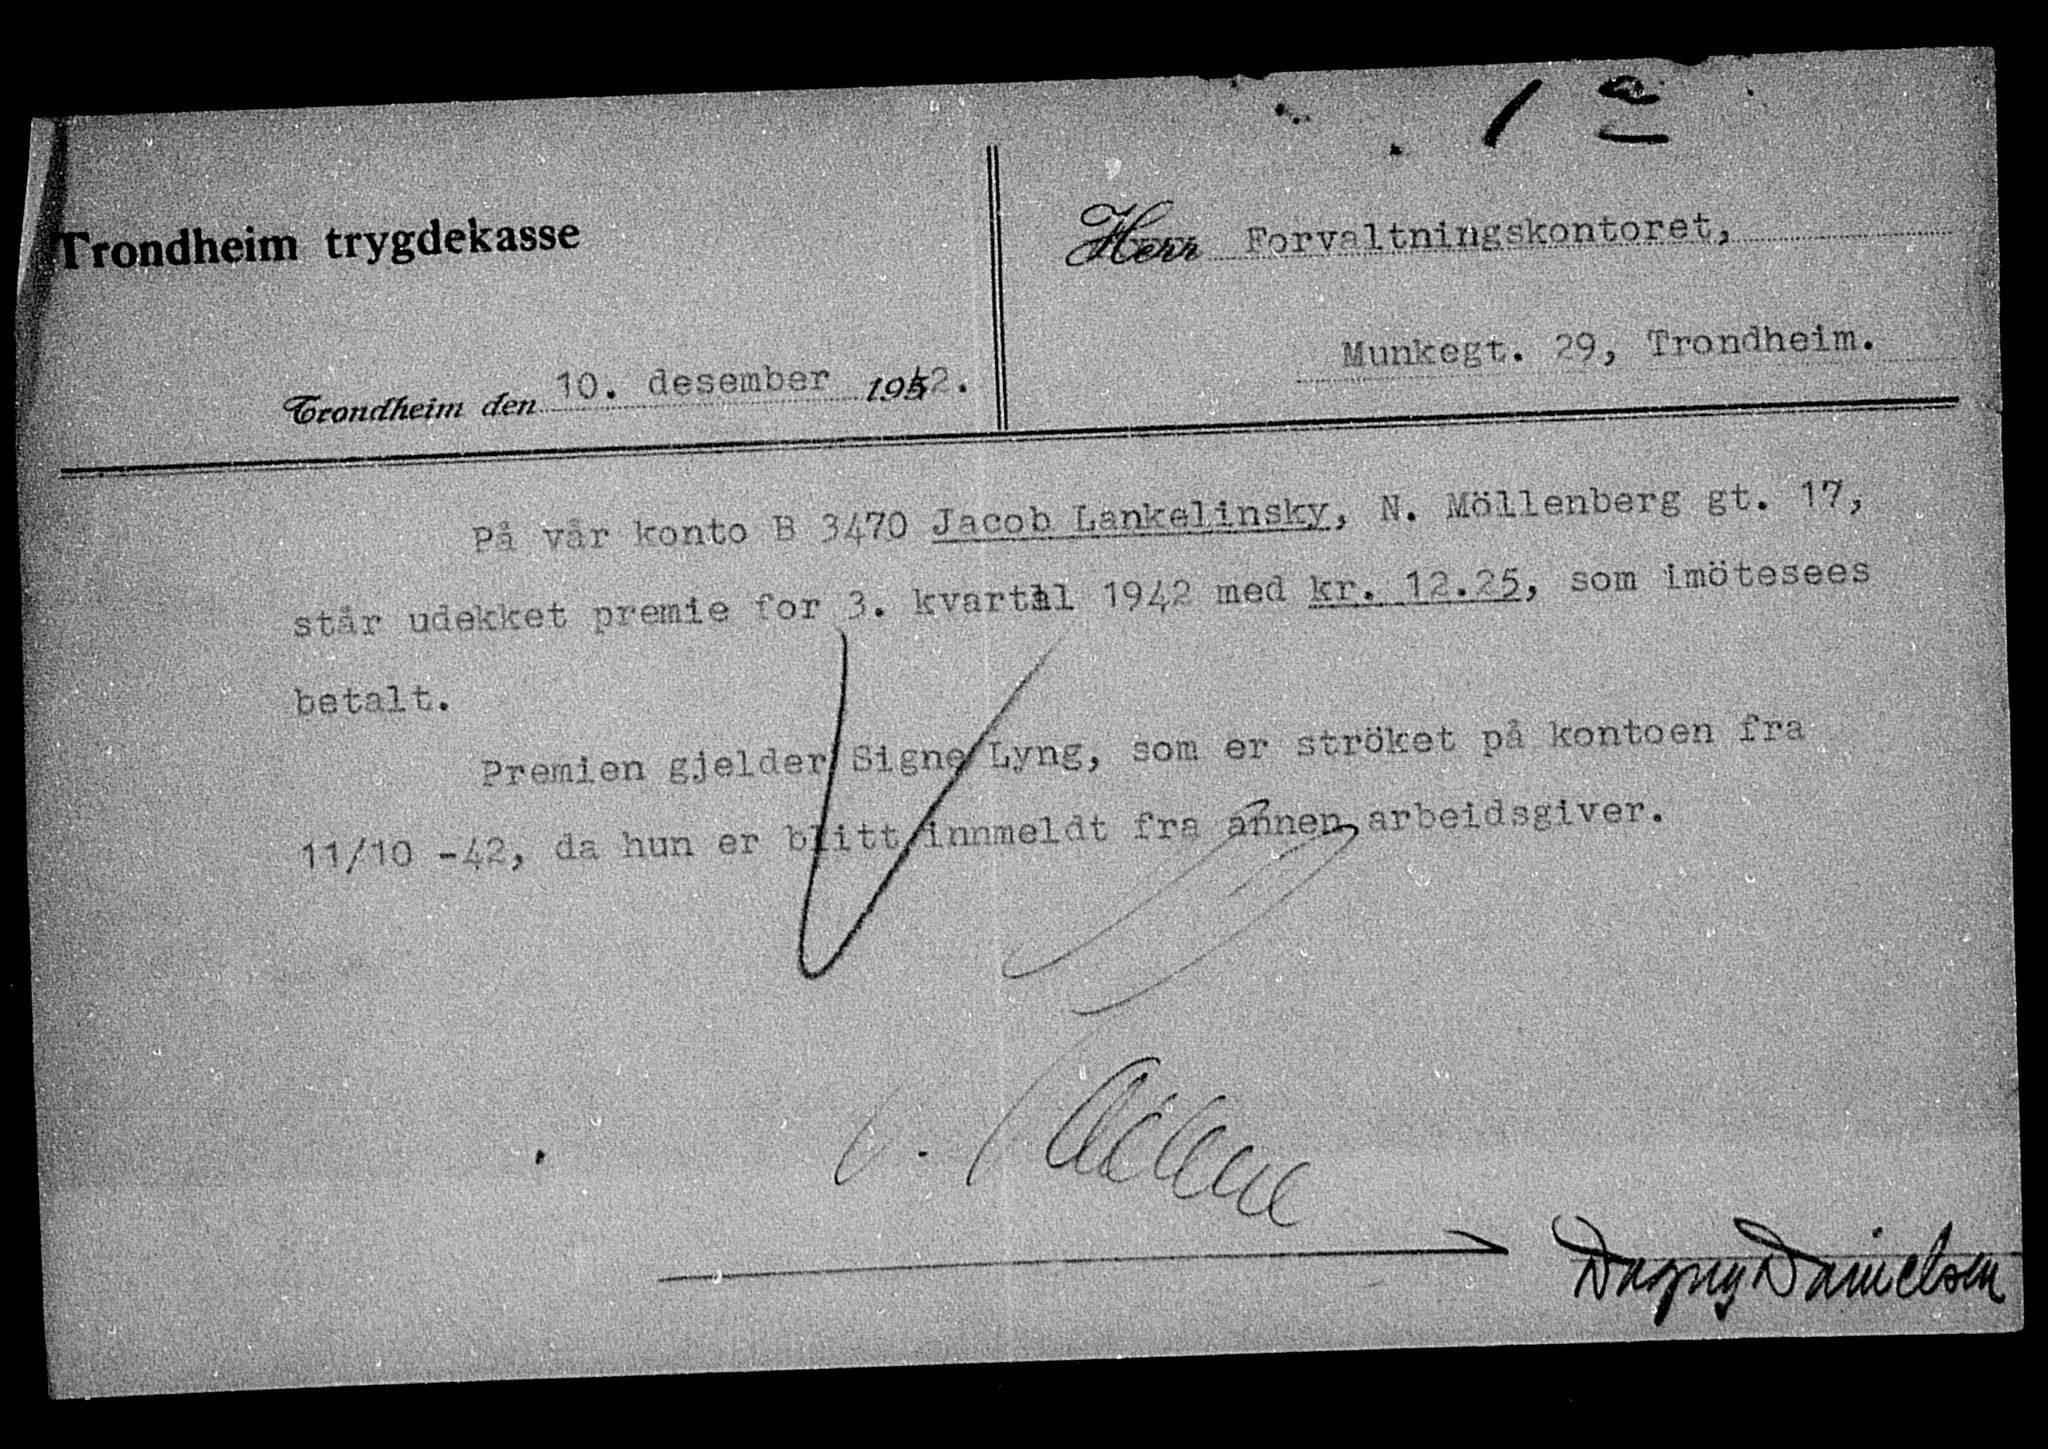 1 a
Trondheim trygdekasse
Herr Forvaltningskontoret,
Munkegt. 29, Trondheim.
Trondheim den 10. desember 1942.
På vår konto B 3470 Jacob Lankelinsky, N. Möllenberg gt. 17,
står udekket premie for 3. kvartal 1942 med kr. 12.25, som imötesees
betalt.
Premien gjelder Signe Lyng, som er ströket på kontoen fra
11/10 -42, da hun er blitt innmeldt fra annen arbeidsgiver.
Dagny Danielsen